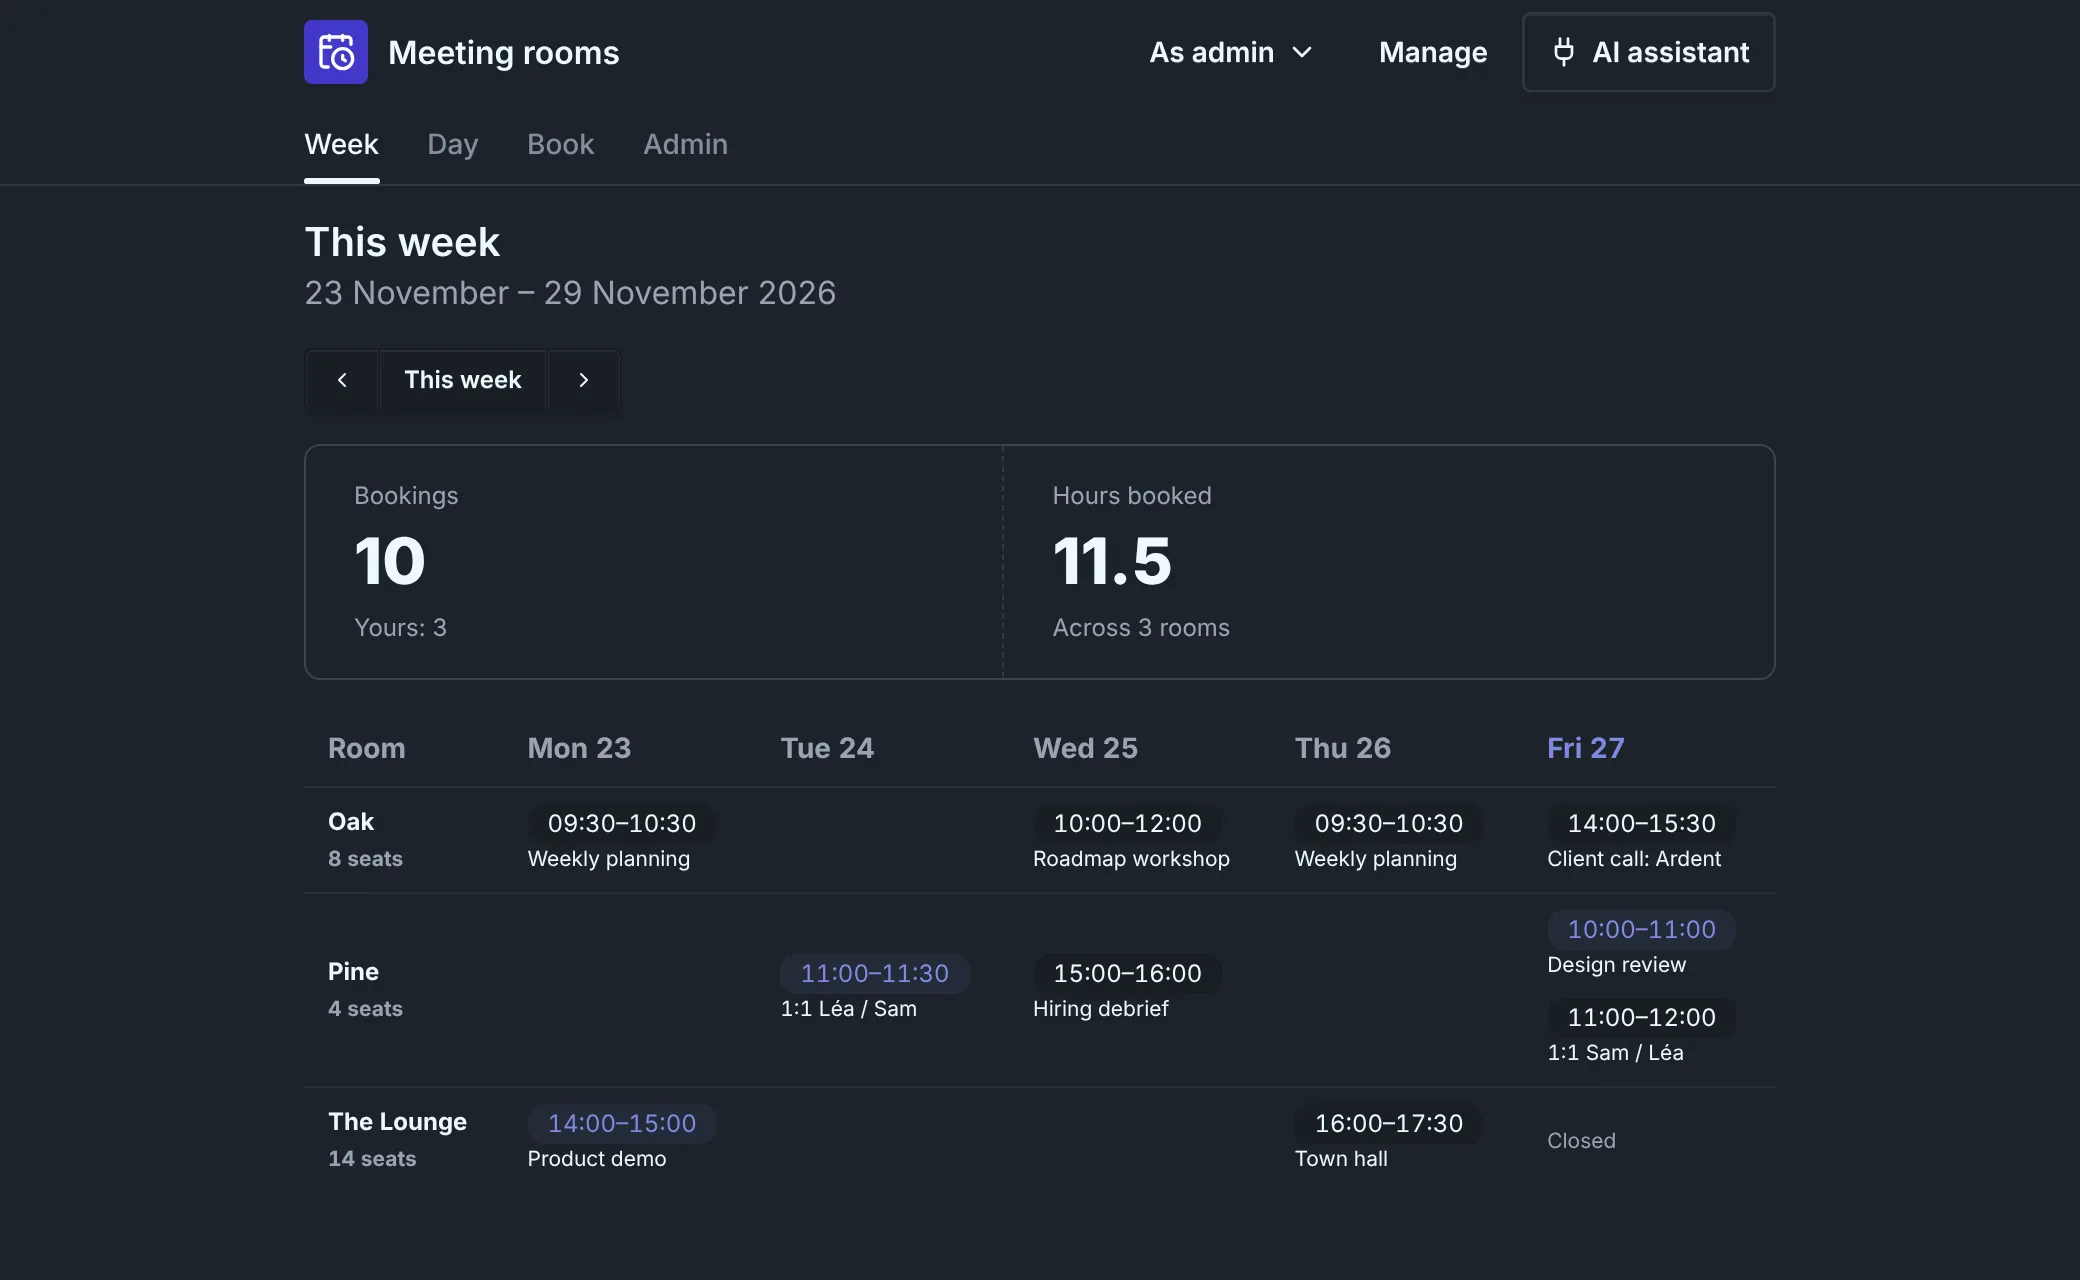 Meeting rooms
As admin
Manage
AI assistant
Week
Day
Book
Admin
This week
23 November – 29 November 2026
This week
Bookings
10
Yours: 3
Hours booked
11.5
Across 3 rooms
Room
Mon 23
Tue 24
Wed 25
Thu 26
Fri 27
Oak
8 seats
09:30–10:30
Weekly planning
10:00–12:00
Roadmap workshop
09:30–10:30
Weekly planning
14:00–15:30
Client call: Ardent
Pine
4 seats
11:00–11:30
1:1 Léa / Sam
15:00–16:00
Hiring debrief
10:00–11:00
Design review
11:00–12:00
1:1 Sam / Léa
The Lounge
14 seats
14:00–15:00
Product demo
16:00–17:30
Town hall
Closed